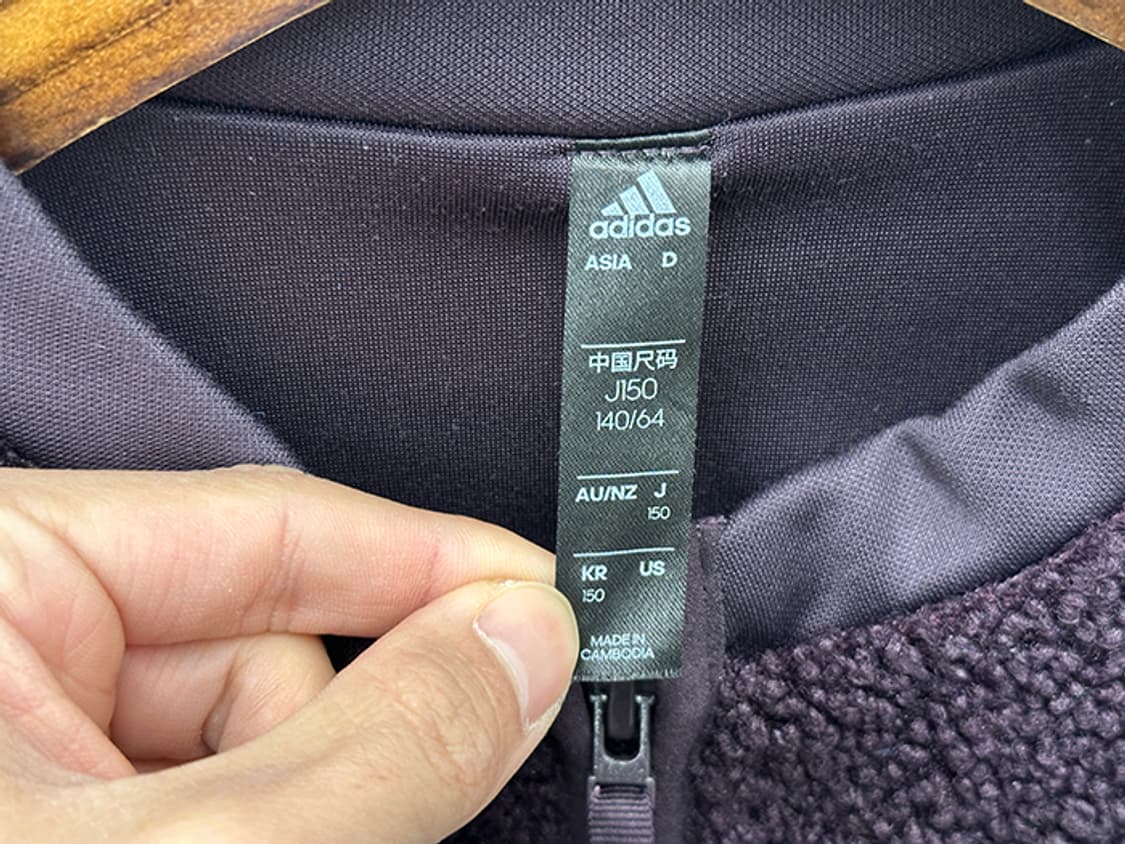 adidas
ASIA D
中国尺码
J150
140/64
AU/NZ J
150
KR US
150
MADE IN
CAMBODIA